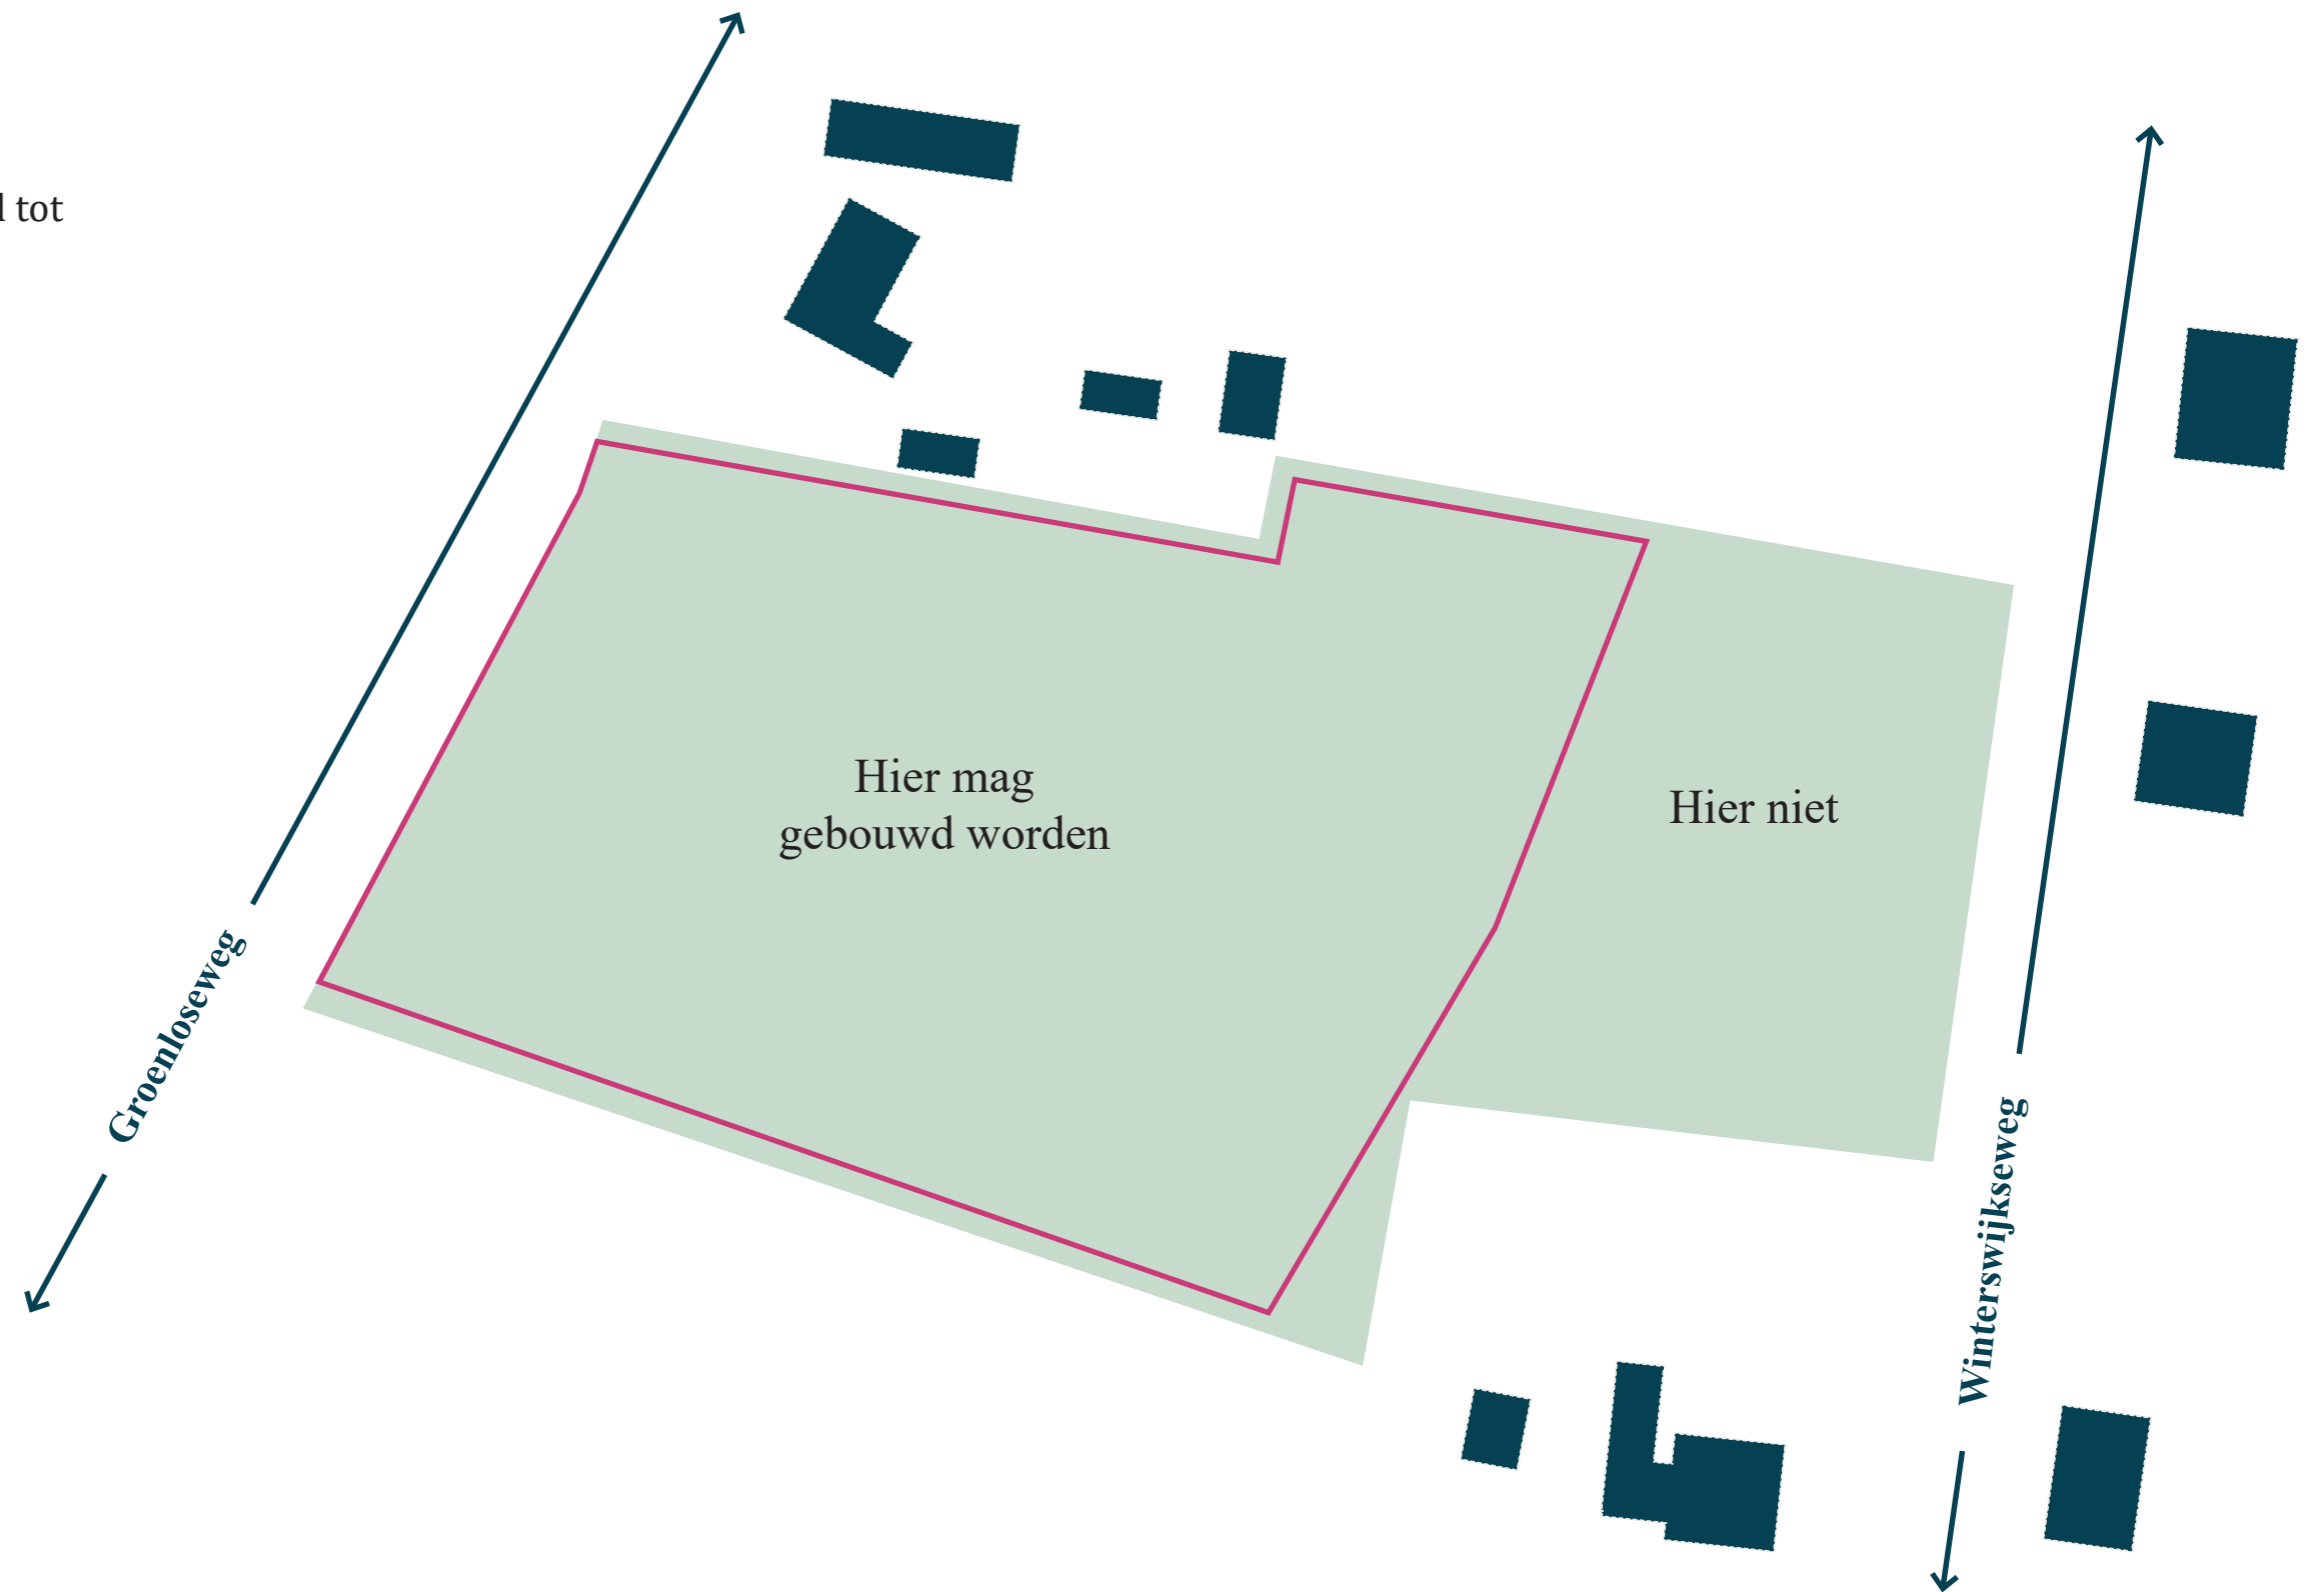 tot
Hier mag
gebouwd worden
Hier niet
Groenloseweg
Winterswijkseweg